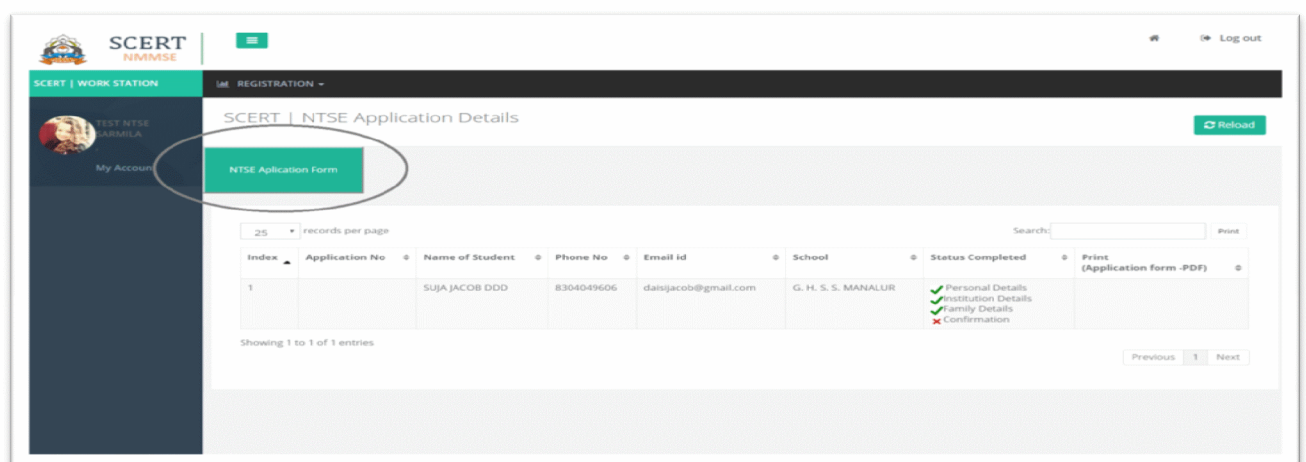 SCERT
NMMSE
Log out
SCERT | WORK STATION
REGISTRATION
TEST NTSE
SARMILA
My Account
SCERT | NTSE Application Details
Reload
NTSE Aplication Form
25 records per page
Search:
Print
Index Application No Name of Student Phone No Email id School Status Completed Print
(Application form -PDF)
1 SUJA JACOB DDD 8304049606 daisijacob@gmail.com G. H. S. S. MANALUR Personal Details
Institution Details
Family Details
Confirmation
Showing 1 to 1 of 1 entries
Previous 1 Next